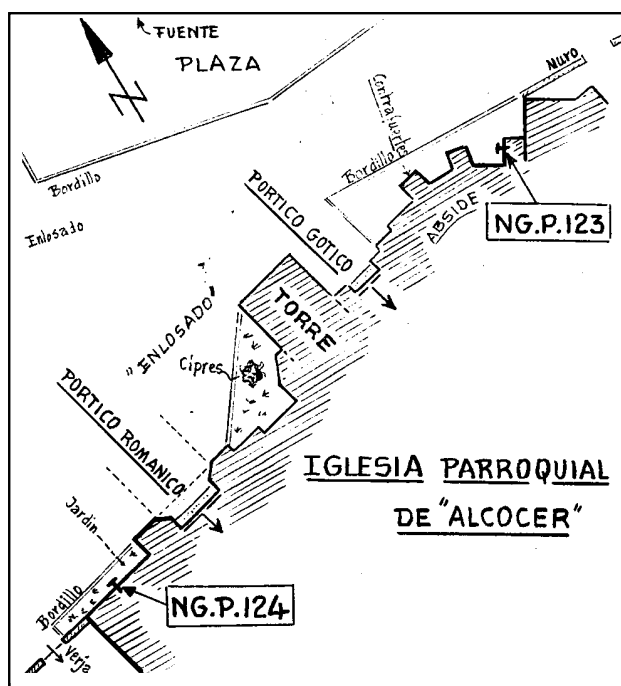 FUENTE
PLAZA
N
Muro
Contrafuertes
Bordillo
Bordillo
PORTICO GOTICO
ABSIDE
NG.P.123
Enlosado
"ENLOSADO"
TORRE
Cipres
PORTICO ROMANICO
IGLESIA PARROQUIAL
DE "ALCOCER"
Jardin
Bordillo
NG.P.124
Verja